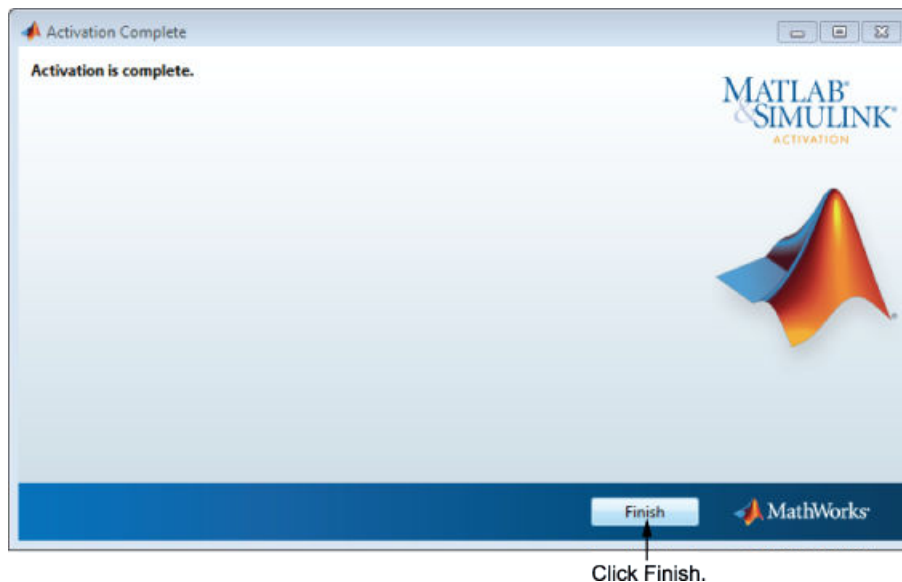 Activation Complete
Activation is complete.
MATLAB®
&SIMULINK®
ACTIVATION
®
Finish
MathWorks®
Click Finish.